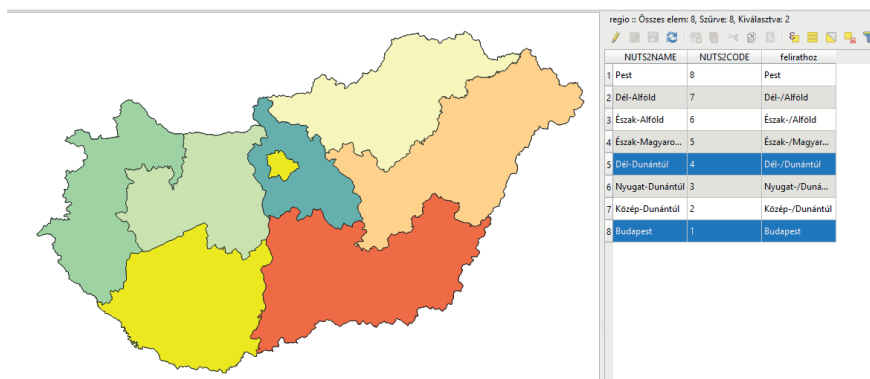 regio :: Összes elem: 8, Szűrve: 8, Kiválasztva: 2
NUTS2NAME NUTS2CODE felirathoz
1 Pest 8 Pest
2 Dél-Alföld 7 Dél-/Alföld
3 Észak-Alföld 6 Észak-/Alföld
4 Észak-Magyaro... 5 Észak-/Magyar...
5 Dél-Dunántúl 4 Dél-/Dunántúl
6 Nyugat-Dunántúl 3 Nyugat-/Duná...
7 Közép-Dunántúl 2 Közép-/Dunántúl
8 Budapest 1 Budapest